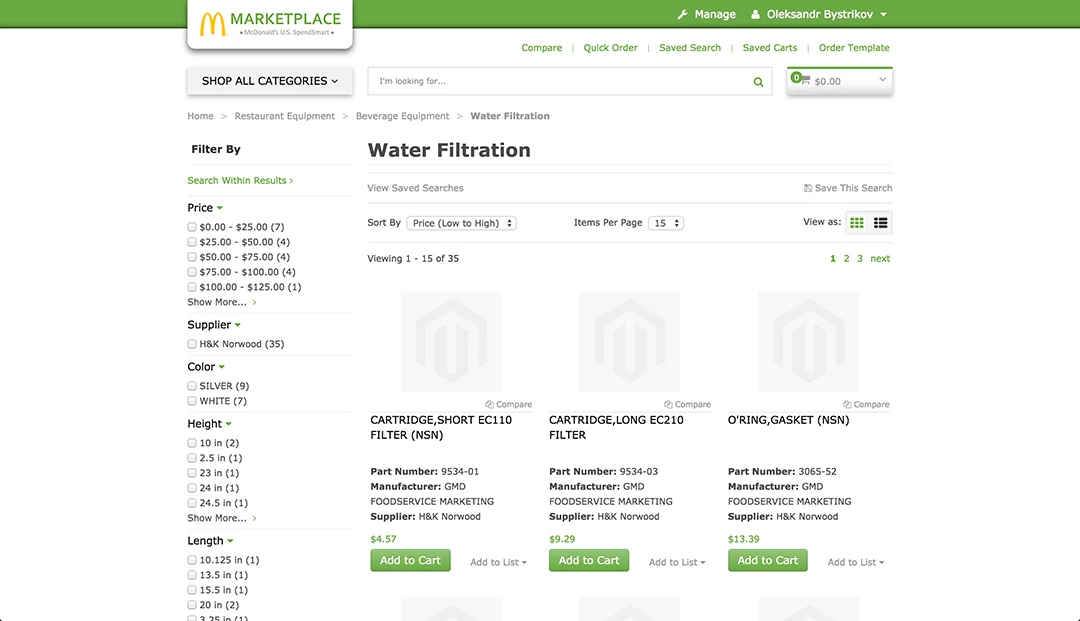 MARKETPLACE
• McDonald's U.S. SpendSmart •
Manage
Oleksandr Bystrikov
Compare | Quick Order | Saved Search | Saved Carts | Order Template
SHOP ALL CATEGORIES
I'm looking for...
0
$0.00
Home > Restaurant Equipment > Beverage Equipment > Water Filtration
Filter By
Search Within Results ›
Price
$0.00 - $25.00 (7)
$25.00 - $50.00 (4)
$50.00 - $75.00 (4)
$75.00 - $100.00 (4)
$100.00 - $125.00 (1)
Show More... ›
Supplier
H&K Norwood (35)
Color
SILVER (9)
WHITE (7)
Height
10 in (2)
2.5 in (1)
23 in (1)
24 in (1)
24.5 in (1)
Show More... ›
Length
10.125 in (1)
13.5 in (1)
15.5 in (1)
20 in (2)
3.25 in (1)
Water Filtration
View Saved Searches
Save This Search
Sort By Price (Low to High)
Items Per Page 15
View as:
Viewing 1 - 15 of 35
1 2 3 next
Compare
CARTRIDGE,SHORT EC110
FILTER (NSN)
Part Number: 9534-01
Manufacturer: GMD
FOODSERVICE MARKETING
Supplier: H&K Norwood
$4.57
Add to Cart
Add to List
Compare
CARTRIDGE,LONG EC210
FILTER
Part Number: 9534-03
Manufacturer: GMD
FOODSERVICE MARKETING
Supplier: H&K Norwood
$9.29
Add to Cart
Add to List
Compare
O'RING,GASKET (NSN)
Part Number: 3065-52
Manufacturer: GMD
FOODSERVICE MARKETING
Supplier: H&K Norwood
$13.39
Add to Cart
Add to List